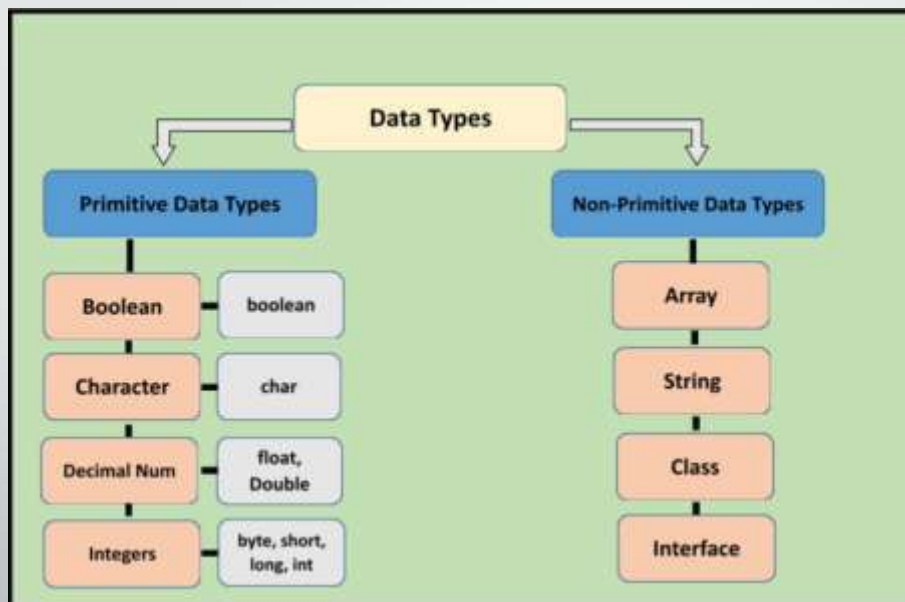 Data Types
Primitive Data Types
Boolean
boolean
Character
char
Decimal Num
float,
Double
Integers
byte, short,
long, int
Non-Primitive Data Types
Array
String
Class
Interface